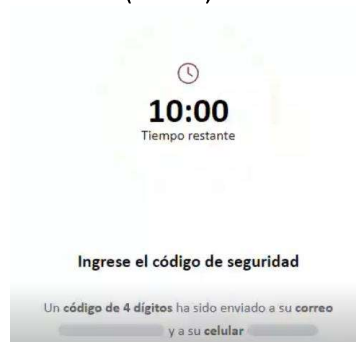 10:00
Tiempo restante
Ingrese el código de seguridad
Un código de 4 dígitos ha sido enviado a su correo
y a su celular